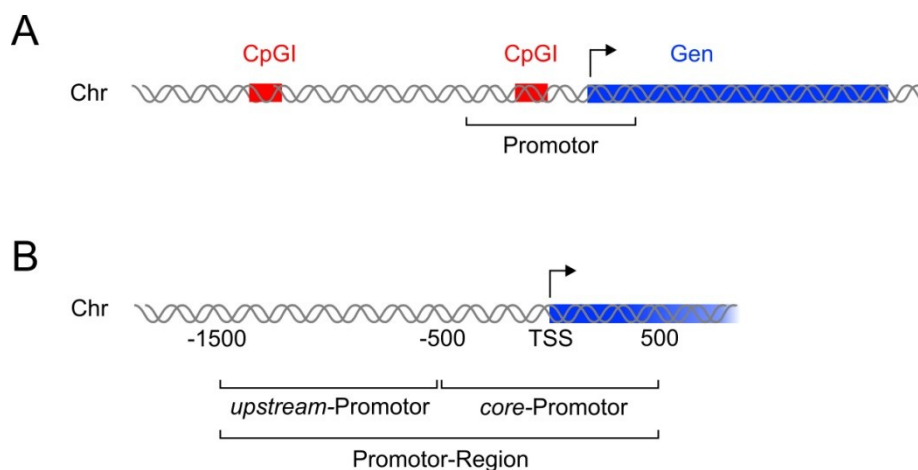 A
CpGI CpGI Gen
Chr
Promotor
B
Chr
-1500 -500 TSS 500
upstream-Promotor core-Promotor
Promotor-Region